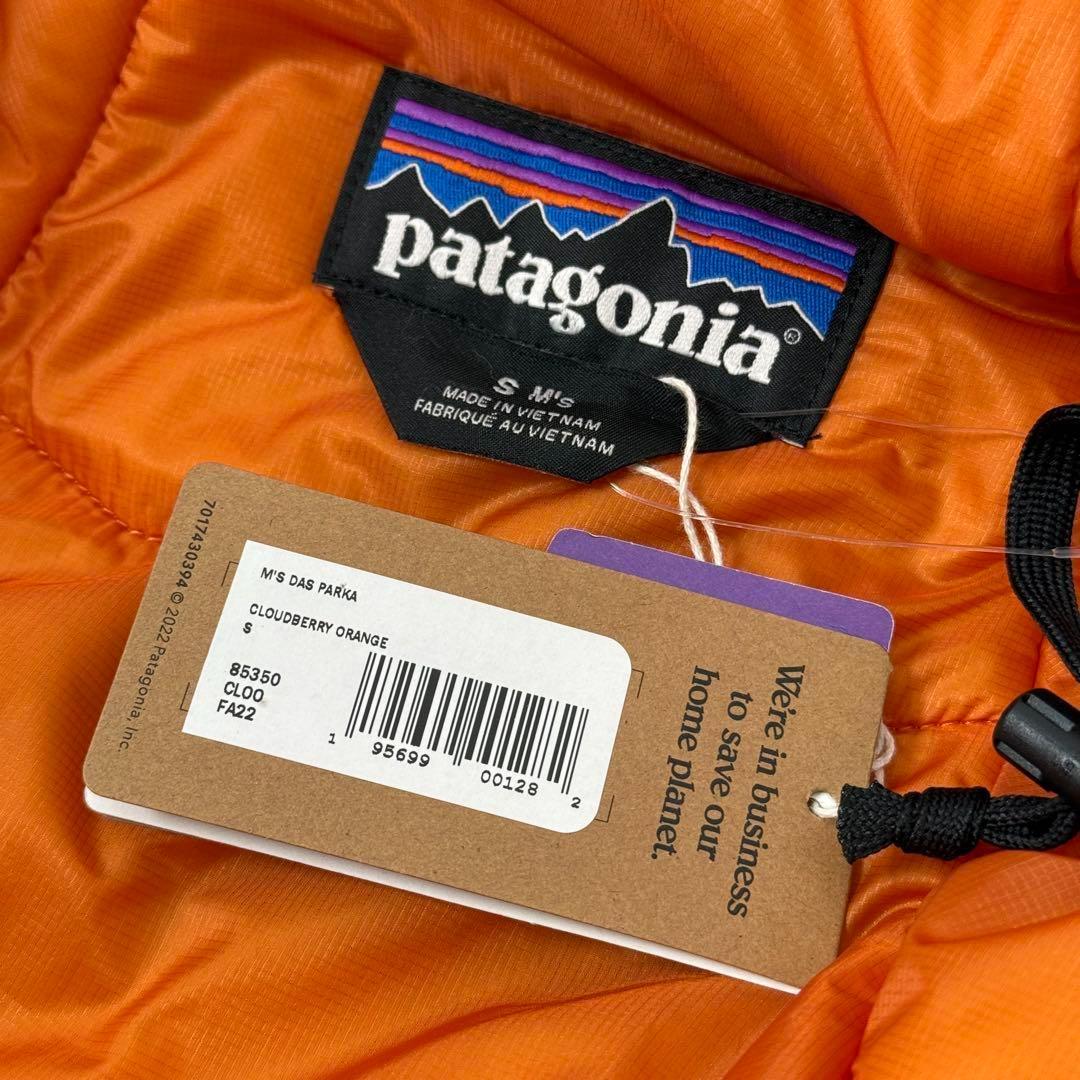 patagonia®
S M's
MADE IN VIETNAM
FABRIQUÉ AU VIETNAM
7017430394 © 2022 Patagonia, Inc.
M'S DAS PARKA
CLOUDBERRY ORANGE
S
85350
CLOO
FA22
1 95699 00128 2
We're in business
to save our
home planet.